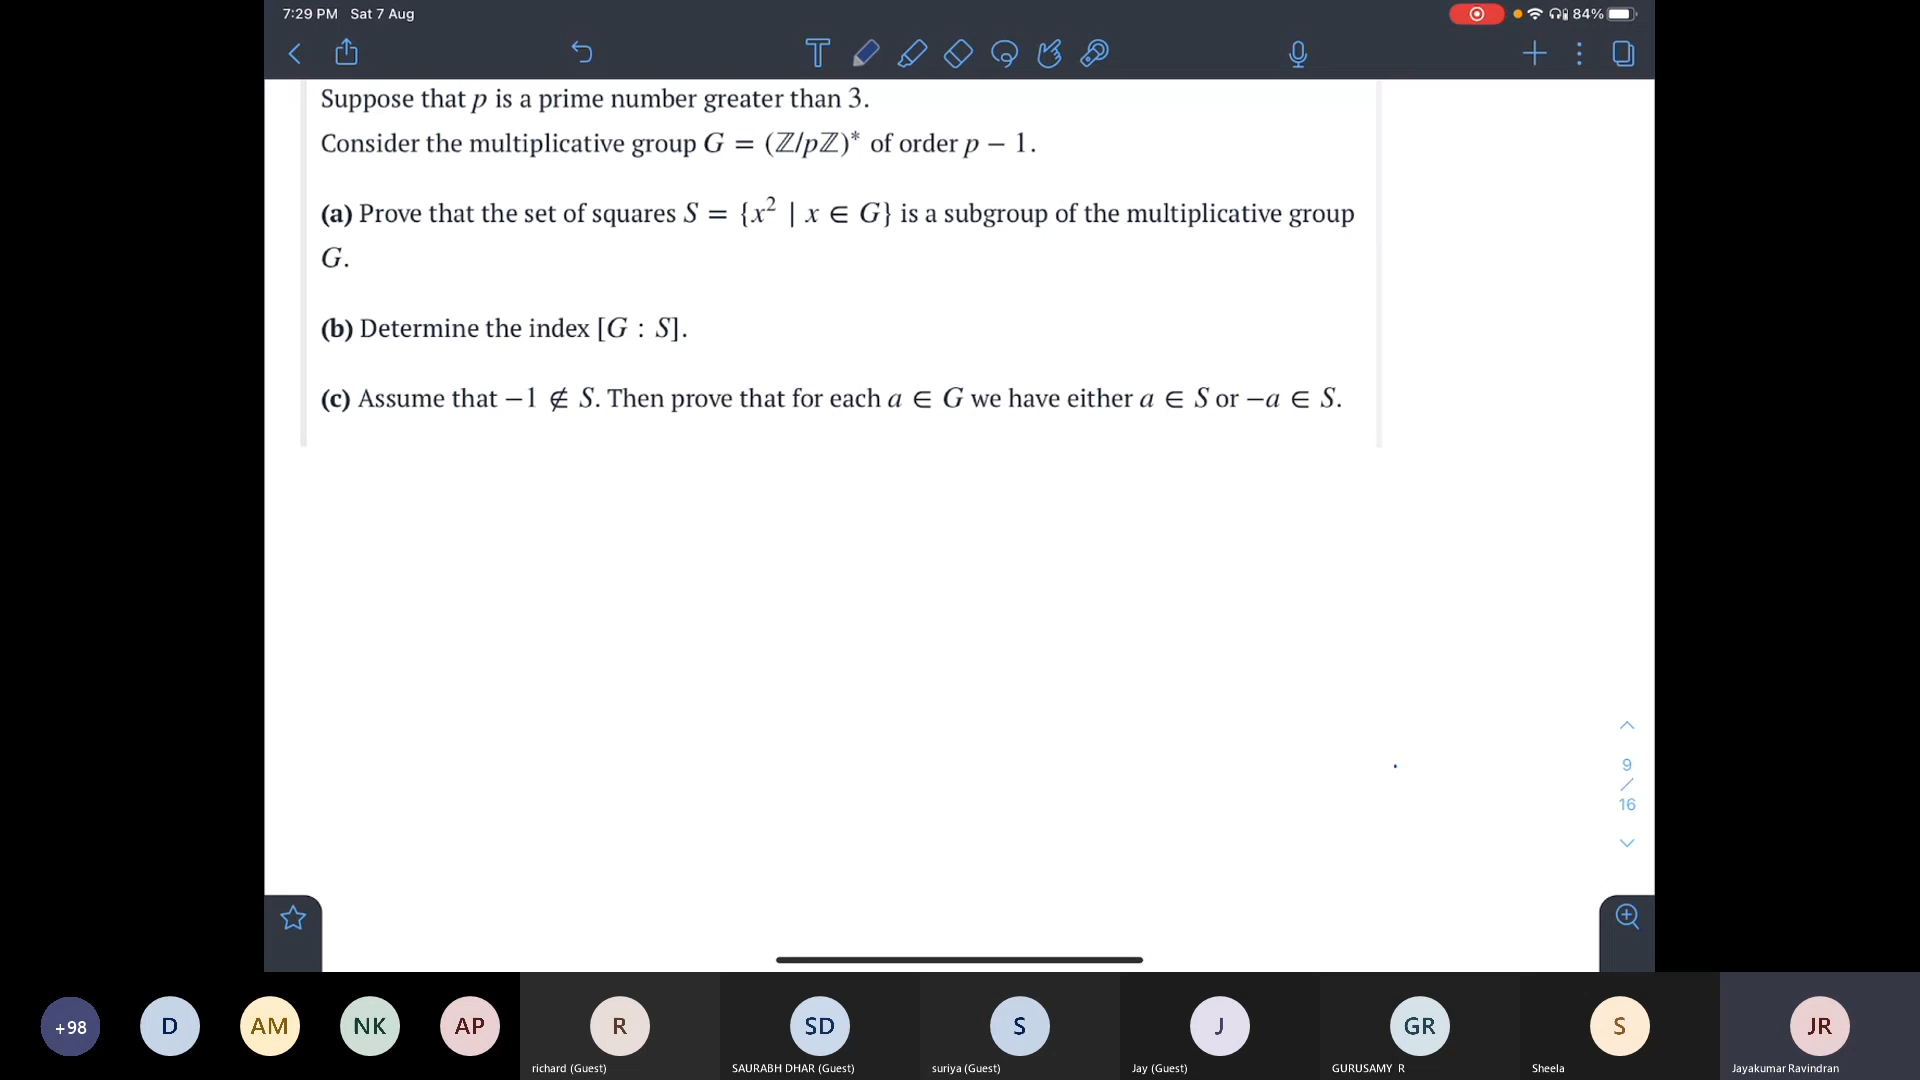 7:29 PM Sat 7 Aug
84%
Suppose that p is a prime number greater than 3.
Consider the multiplicative group G = (ℤ/pℤ)* of order p − 1.
(a) Prove that the set of squares S = {x² | x ∈ G} is a subgroup of the multiplicative group
G.
(b) Determine the index [G : S].
(c) Assume that −1 ∉ S. Then prove that for each a ∈ G we have either a ∈ S or −a ∈ S.
9
/
16
+98 D AM NK AP R SD S J GR S JR
richard (Guest) SAURABH DHAR (Guest) suriya (Guest) Jay (Guest) GURUSAMY R Sheela Jayakumar Ravindran